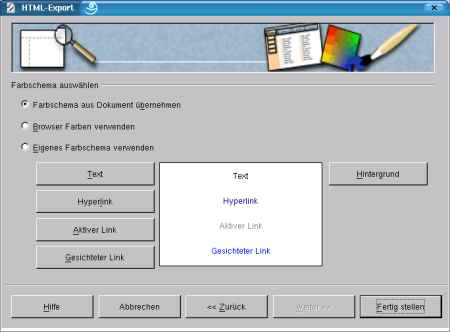 HTML-Export
Farbschema auswählen
Farbschema aus Dokument übernehmen
Browser Farben verwenden
Eigenes Farbschema verwenden
Text Text Hintergrund
Hyperlink Hyperlink
Aktiver Link Aktiver Link
Gesichteter Link Gesichteter Link
Hilfe Abbrechen << Zurück Weiter >> Fertig stellen